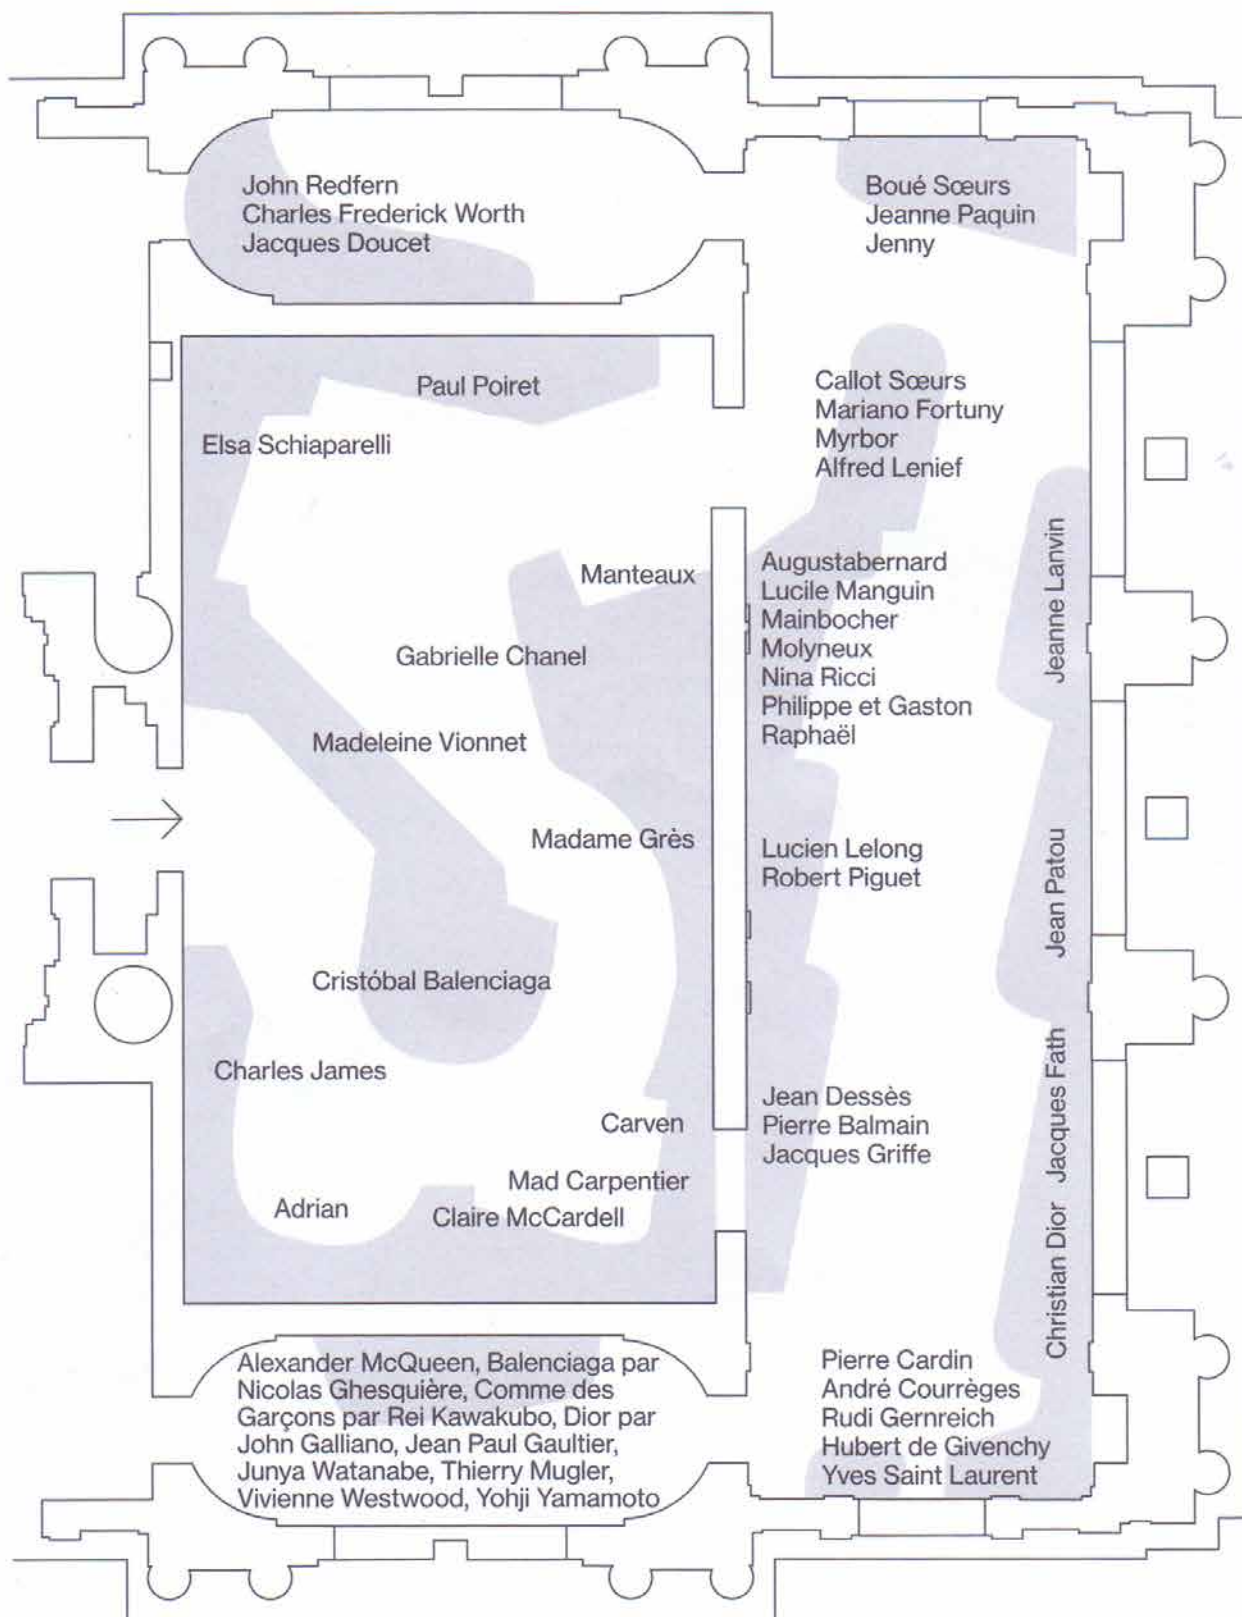 John Redfern
Charles Frederick Worth
Jacques Doucet
Boué Sœurs
Jeanne Paquin
Jenny
Paul Poiret
Elsa Schiaparelli
Callot Sœurs
Mariano Fortuny
Myrbor
Alfred Lenief
Manteaux
Gabrielle Chanel
Madeleine Vionnet
Madame Grès
Augustabernard
Lucile Manguin
Mainbocher
Molyneux
Nina Ricci
Philippe et Gaston
Raphaël
Jeanne Lanvin
Lucien Lelong
Robert Piguet
Jean Patou
Cristóbal Balenciaga
Charles James
Carven
Mad Carpentier
Adrian
Claire McCardell
Jean Dessès
Pierre Balmain
Jacques Griffe
Jacques Fath
Christian Dior
Alexander McQueen, Balenciaga par
Nicolas Ghesquière, Comme des
Garçons par Rei Kawakubo, Dior par
John Galliano, Jean Paul Gaultier,
Junya Watanabe, Thierry Mugler,
Vivienne Westwood, Yohji Yamamoto
Pierre Cardin
André Courrèges
Rudi Gernreich
Hubert de Givenchy
Yves Saint Laurent